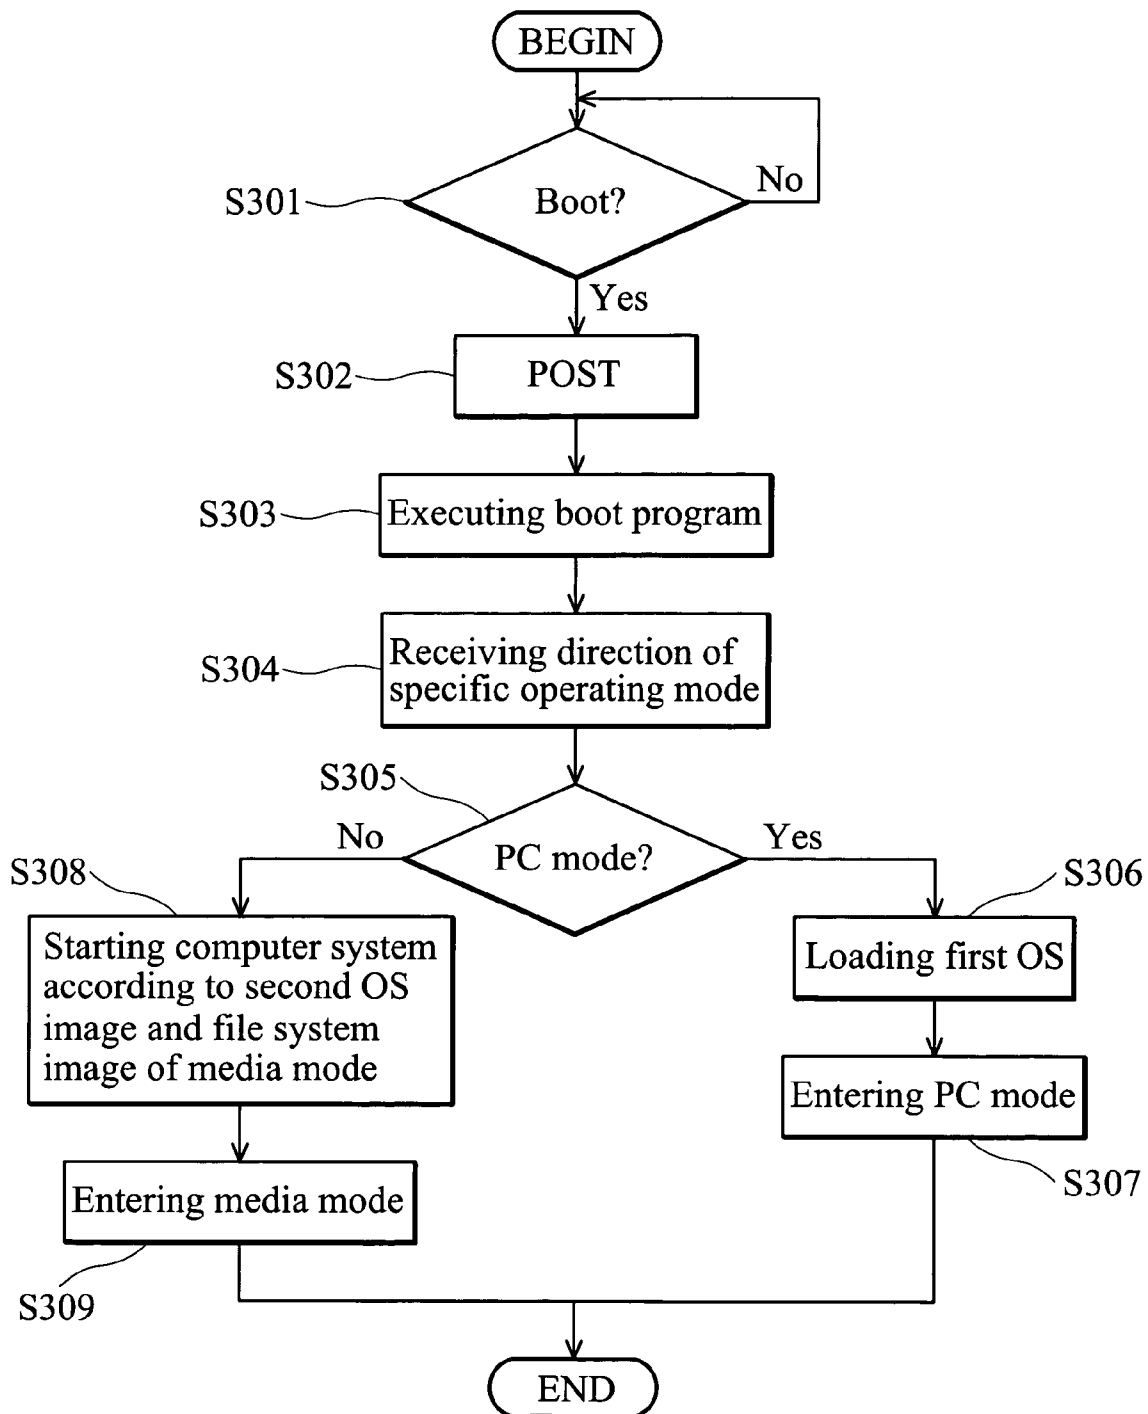 BEGIN
No
S301
Boot?
Yes
S302
POST
S303
Executing boot program
S304
Receiving direction of
specific operating mode
S305
No
PC mode?
Yes
S308
Starting computer system
according to second OS
image and file system
image of media mode
S306
Loading first OS
Entering PC mode
S307
Entering media mode
S309
END